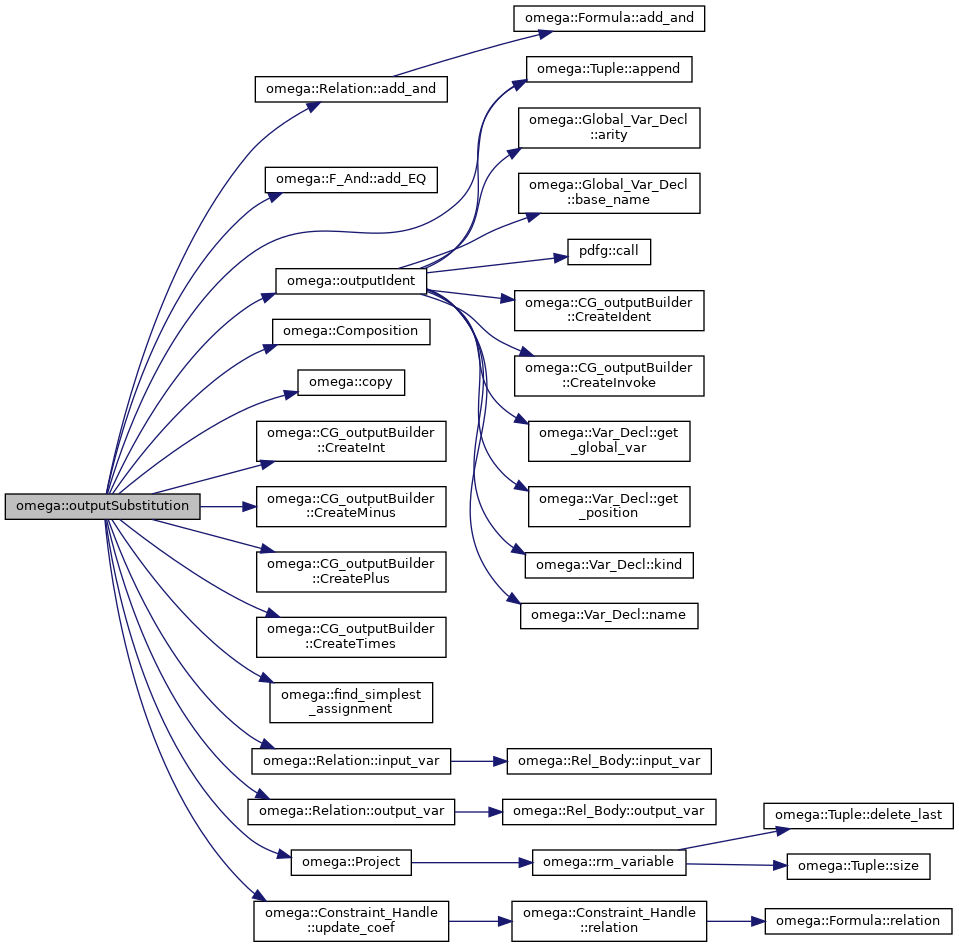 omega::Formula::add_and
omega::Relation::add_and
omega::Tuple::append
omega::Global_Var_Decl
::arity
omega::F_And::add_EQ
omega::Global_Var_Decl
::base_name
pdfg::call
omega::outputIdent
omega::CG_outputBuilder
::CreateIdent
omega::Composition
omega::CG_outputBuilder
::CreateInvoke
omega::copy
omega::CG_outputBuilder
::CreateInt
omega::Var_Decl::get
_global_var
omega::outputSubstitution
omega::CG_outputBuilder
::CreateMinus
omega::Var_Decl::get
_position
omega::CG_outputBuilder
::CreatePlus
omega::Var_Decl::kind
omega::Var_Decl::name
omega::CG_outputBuilder
::CreateTimes
omega::find_simplest
_assignment
omega::Relation::input_var
omega::Rel_Body::input_var
omega::Relation::output_var
omega::Rel_Body::output_var
omega::Tuple::delete_last
omega::Project
omega::rm_variable
omega::Tuple::size
omega::Constraint_Handle
::update_coef
omega::Constraint_Handle
::relation
omega::Formula::relation